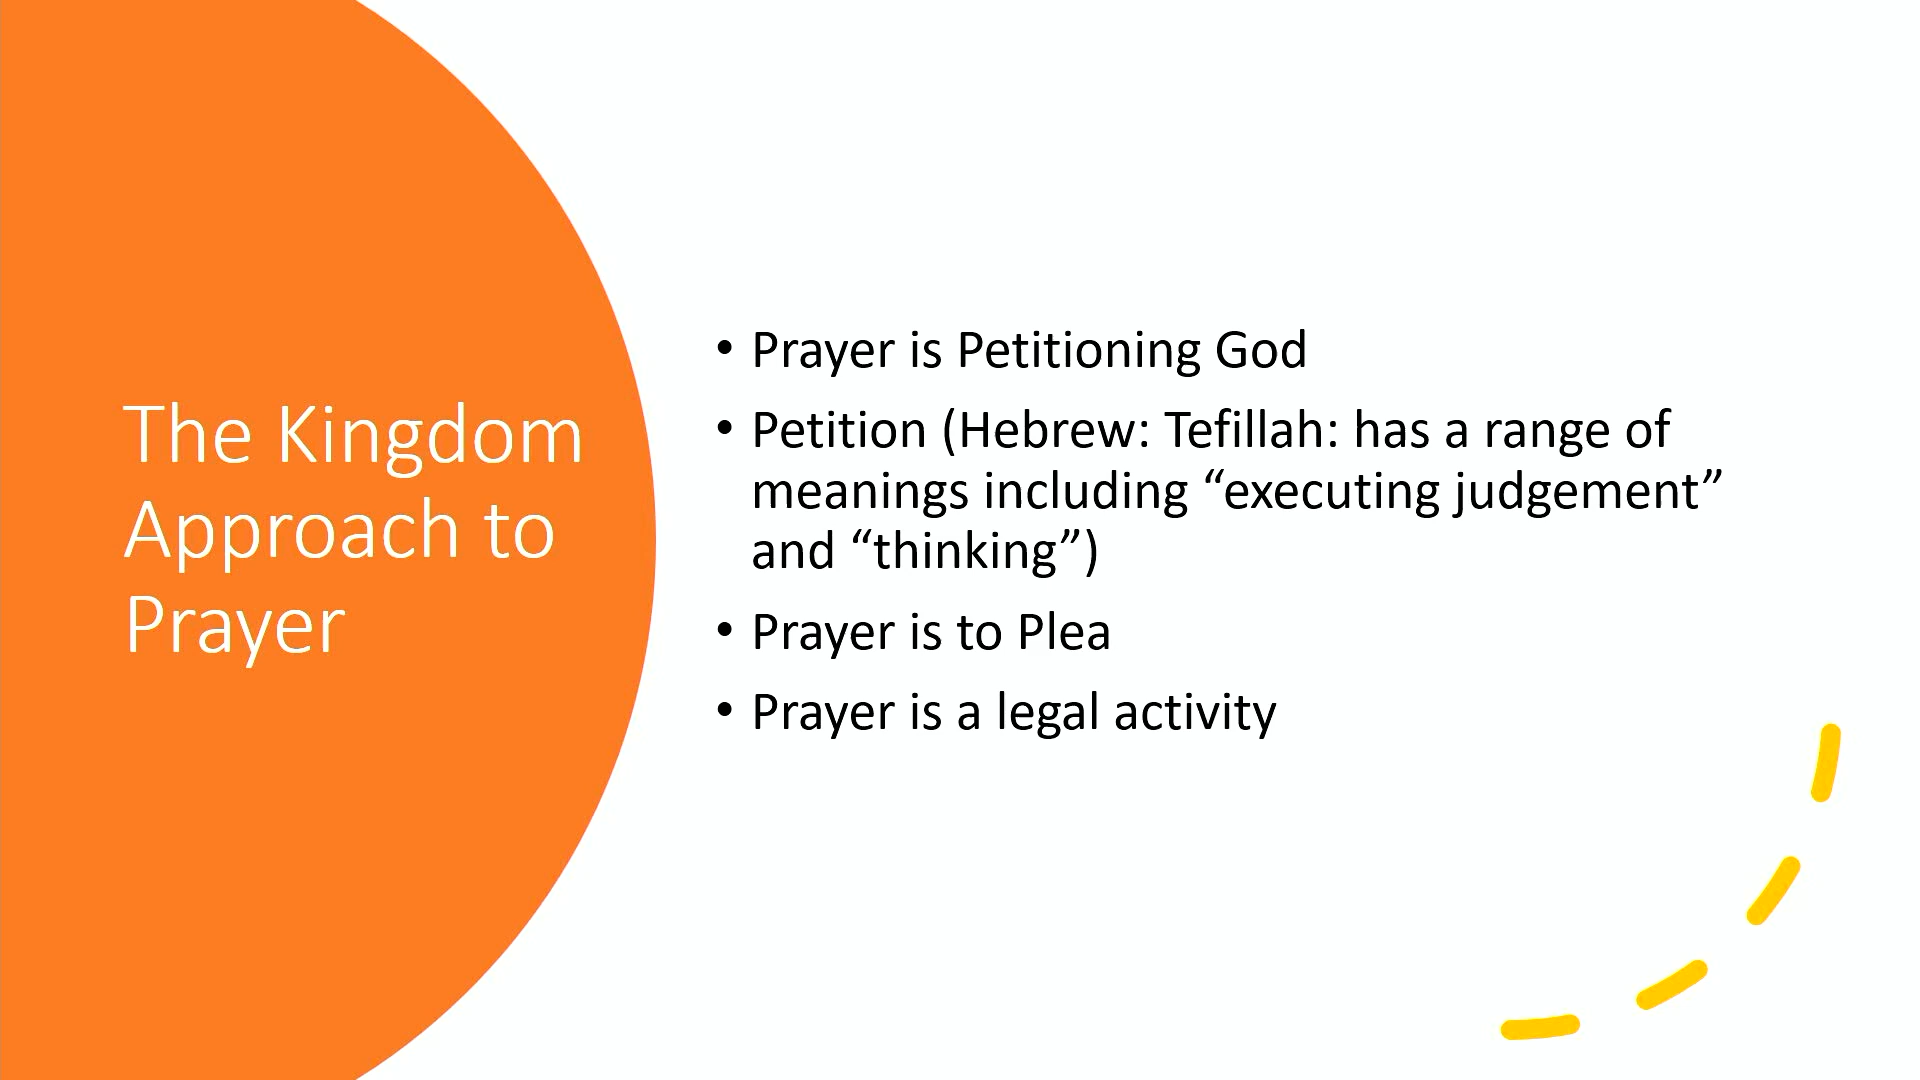 The Kingdom
Approach to
Prayer
• Prayer is Petitioning God
• Petition (Hebrew: Tefillah: has a range of
meanings including “executing judgement”
and “thinking”)
• Prayer is to Plea
• Prayer is a legal activity